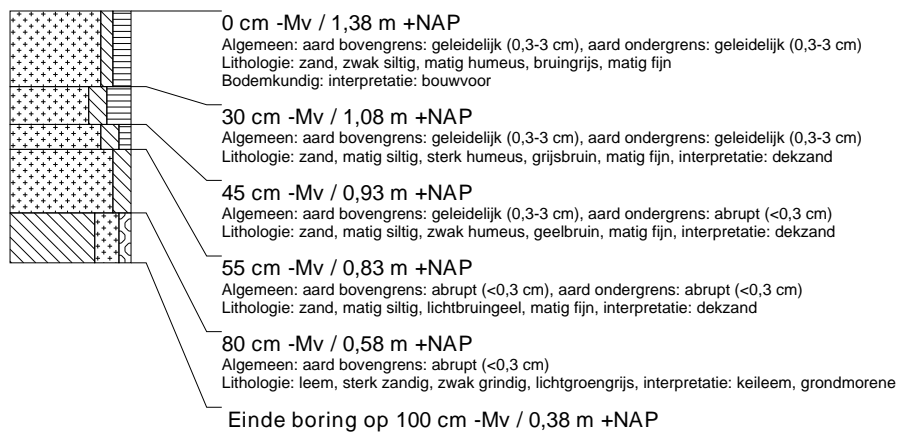 0 cm -Mv / 1,38 m +NAP
Algemeen: aard bovengrens: geleidelijk (0,3-3 cm), aard ondergrens: geleidelijk (0,3-3 cm)
Lithologie: zand, zwak siltig, matig humeus, bruingrijs, matig fijn
Bodemkundig: interpretatie: bouwvoor
30 cm -Mv / 1,08 m +NAP
Algemeen: aard bovengrens: geleidelijk (0,3-3 cm), aard ondergrens: geleidelijk (0,3-3 cm)
Lithologie: zand, matig siltig, sterk humeus, grijsbruin, matig fijn, interpretatie: dekzand
45 cm -Mv / 0,93 m +NAP
Algemeen: aard bovengrens: geleidelijk (0,3-3 cm), aard ondergrens: abrupt (<0,3 cm)
Lithologie: zand, matig siltig, zwak humeus, geelbruin, matig fijn, interpretatie: dekzand
55 cm -Mv / 0,83 m +NAP
Algemeen: aard bovengrens: abrupt (<0,3 cm), aard ondergrens: abrupt (<0,3 cm)
Lithologie: zand, matig siltig, lichtbruingeel, matig fijn, interpretatie: dekzand
80 cm -Mv / 0,58 m +NAP
Algemeen: aard bovengrens: abrupt (<0,3 cm)
Lithologie: leem, sterk zandig, zwak grindig, lichtgroengrijs, interpretatie: keileem, grondmorene
Einde boring op 100 cm -Mv / 0,38 m +NAP